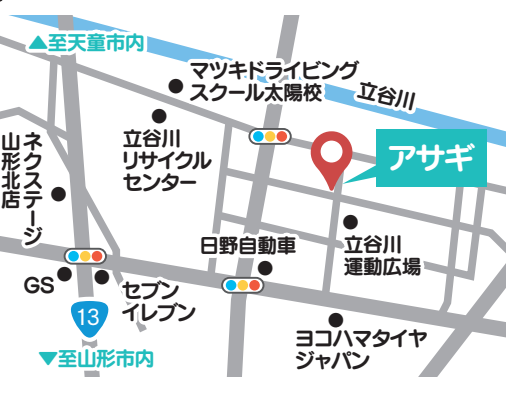 ▲至天童市内
マツキドライビング
スクール太陽校
立谷川
立谷川
リサイクル
センター
アサギ
ネクステージ
山形北店
日野自動車
立谷川
運動広場
GS
セブン
イレブン
13
ヨコハマタイヤ
ジャパン
▼至山形市内